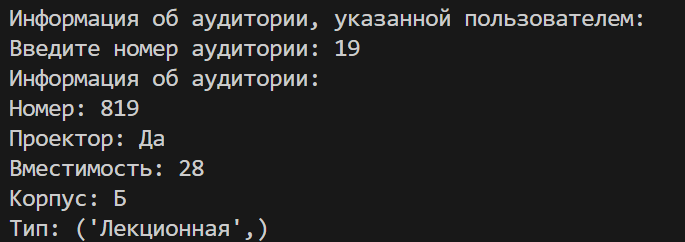 Информация об аудитории, указанной пользователем:
Введите номер аудитории: 19
Информация об аудитории:
Номер: 819
Проектор: Да
Вместимость: 28
Корпус: Б
Тип: ('Лекционная',)